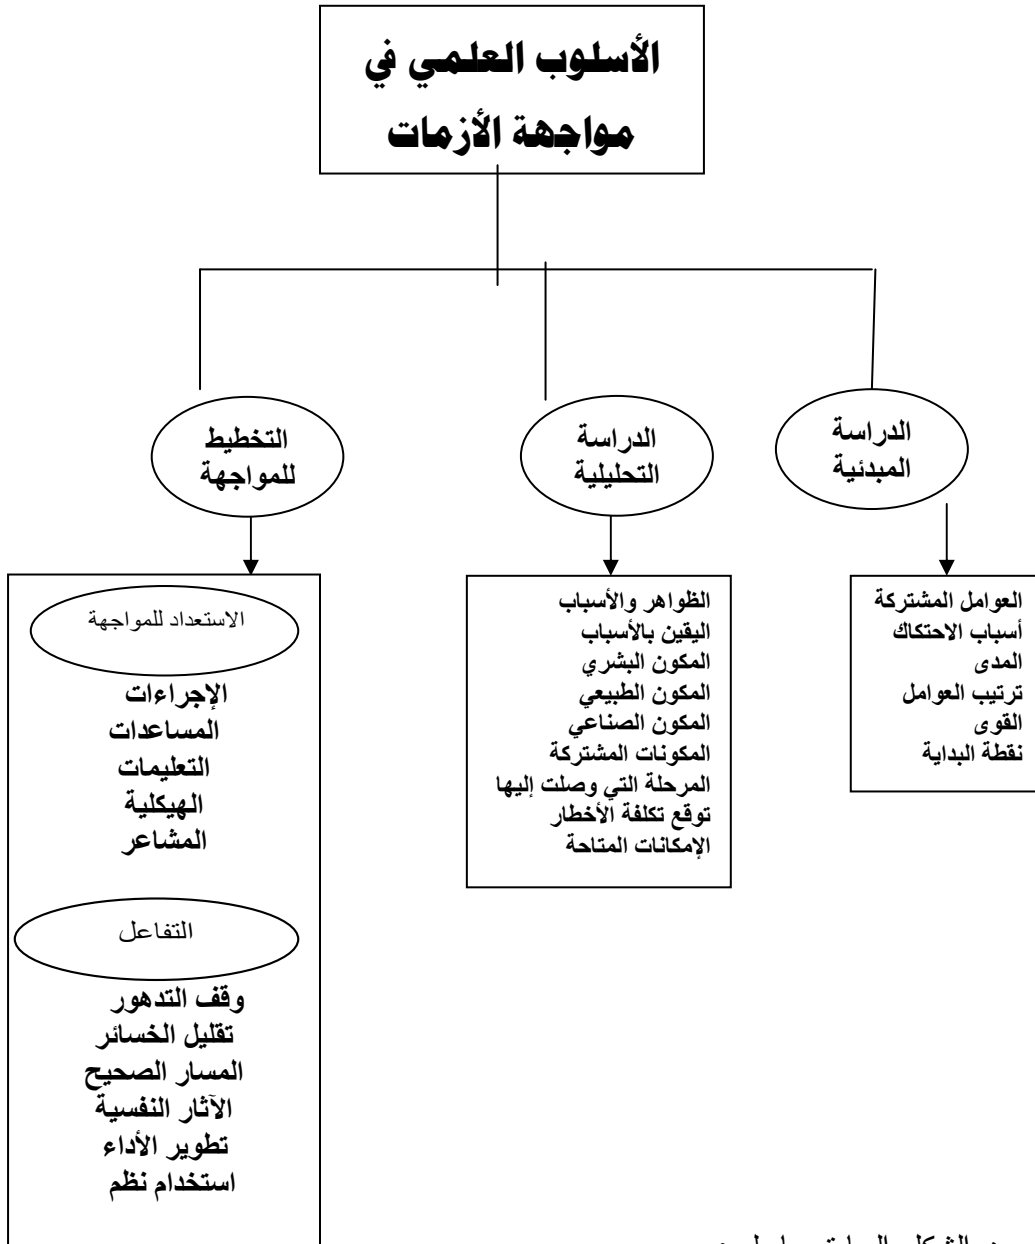 الأسلوب العلمي في
مواجهة الأزمات
الدراسة
المبدئية
العوامل المشتركة
أسباب الاحتكاك
المدى
ترتيب العوامل
القوى
نقطة البداية
الدراسة
التحليلية
الظواهر والأسباب
اليقين بالأسباب
المكون البشري
المكون الطبيعي
المكون الصناعي
المكونات المشتركة
المرحلة التي وصلت إليها
توقع تكلفة الأخطار
الإمكانات المتاحة
التخطيط
للمواجهة
الاستعداد للمواجهة
الإجراءات
المساعدات
التعليمات
الهيكلية
المشاعر
التفاعل
وقف التدهور
تقليل الخسائر
المسار الصحيح
الآثار النفسية
تطوير الأداء
استخدام نظم